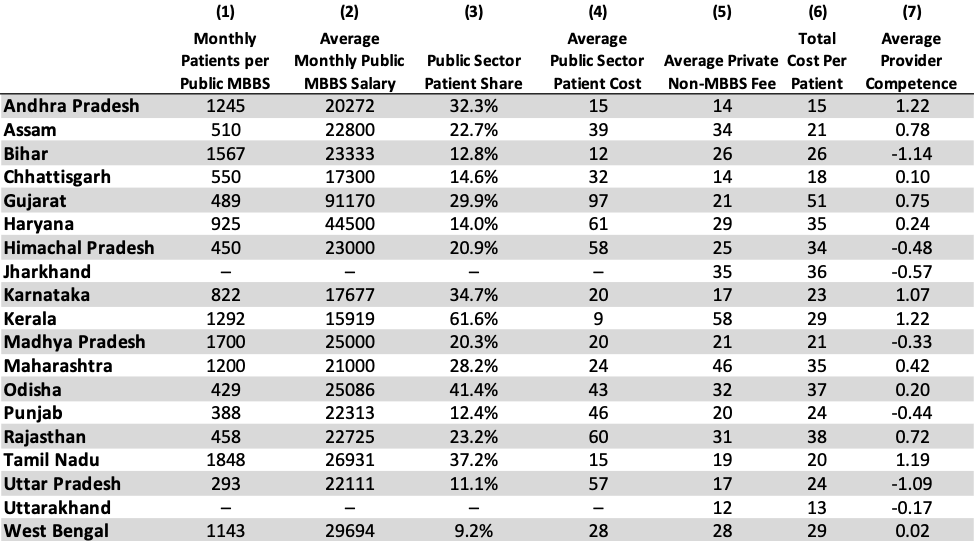 (1) (2) (3) (4) (5) (6) (7)
Monthly Average Average Total Average
Patients per Monthly Public Public Sector Public Sector Average Private Cost Per Provider
Public MBBS MBBS Salary Patient Share Patient Cost Non-MBBS Fee Patient Competence
Andhra Pradesh 1245 20272 32.3% 15 14 15 1.22
Assam 510 22800 22.7% 39 34 21 0.78
Bihar 1567 23333 12.8% 12 26 26 -1.14
Chhattisgarh 550 17300 14.6% 32 14 18 0.10
Gujarat 489 91170 29.9% 97 21 51 0.75
Haryana 925 44500 14.0% 61 29 35 0.24
Himachal Pradesh 450 23000 20.9% 58 25 34 -0.48
Jharkhand – – – – 35 36 -0.57
Karnataka 822 17677 34.7% 20 17 23 1.07
Kerala 1292 15919 61.6% 9 58 29 1.22
Madhya Pradesh 1700 25000 20.3% 20 21 21 -0.33
Maharashtra 1200 21000 28.2% 24 46 35 0.42
Odisha 429 25086 41.4% 43 32 37 0.20
Punjab 388 22313 12.4% 46 20 24 -0.44
Rajasthan 458 22725 23.2% 60 31 38 0.72
Tamil Nadu 1848 26931 37.2% 15 19 20 1.19
Uttar Pradesh 293 22111 11.1% 57 17 24 -1.09
Uttarakhand – – – – 12 13 -0.17
West Bengal 1143 29694 9.2% 28 28 29 0.02